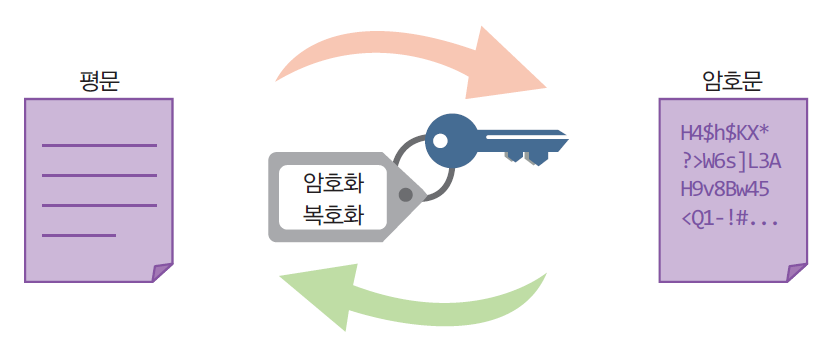 평문
암호문
암호화
복호화
H4$h$KX*
?>W6s]L3A
H9v8Bw45
<Q1-!#...